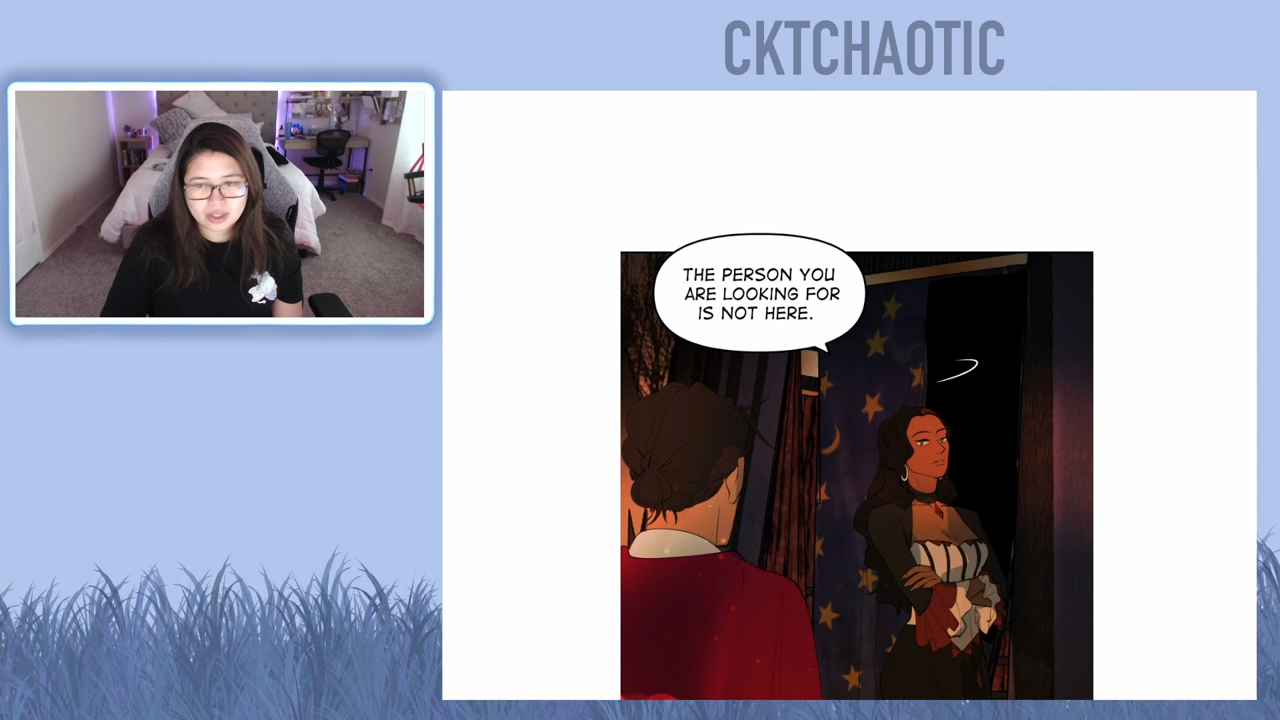 CKTCHAOTIC
THE PERSON YOU
ARE LOOKING FOR
IS NOT HERE.